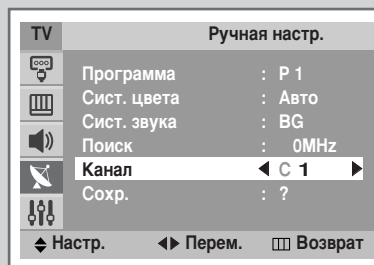 TV Ручная настр.
Программа : P 1
Сист. цвета : Авто
Сист. звука : BG
Поиск : 0MHz
Канал ◀ C 1 ▶
Сохр. : ?
Настр. Перем. Возврат